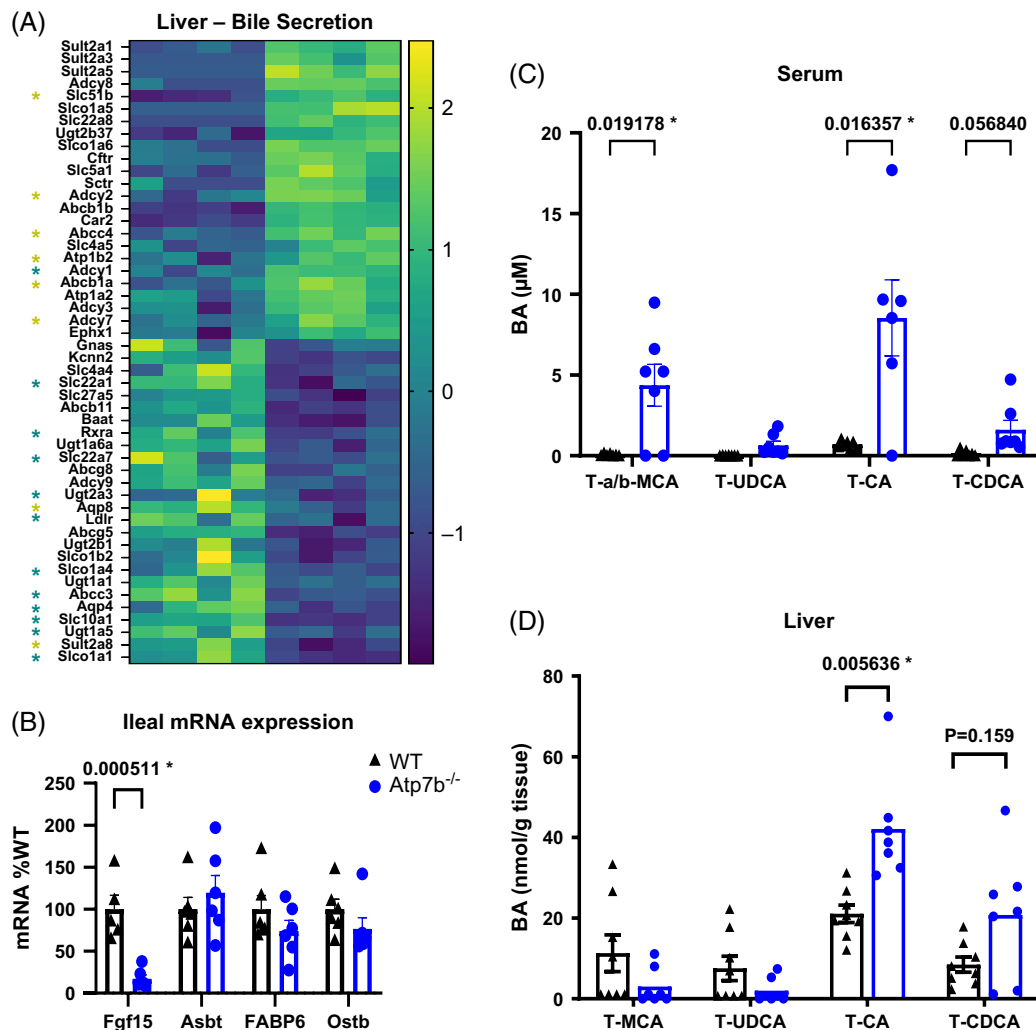 (A)
Liver – Bile Secretion
Sult2a1
Sult2a3
Sult2a5
Adcy8
* Slc51b
Slco1a5
Slc22a8
Ugt2b37
Slco1a6
Cftr
Slc5a1
Sctr
* Adcy2
Abcb1b
Car2
* Abcc4
Slc4a5
* Atp1b2
* Adcy1
* Abcb1a
Atp1a2
Adcy3
* Adcy7
Ephx1
Gnas
Kcnn2
Slc4a4
* Slc22a1
Slc27a5
Abcb11
Baat
* Rxra
Ugt1a6a
* Slc22a7
Abcg8
Adcy9
* Ugt2a3
* Aqp8
* Ldlr
Abcg5
Ugt2b1
Slco1b2
* Slco1a4
Ugt1a1
* Abcc3
* Aqp4
* Slc10a1
* Ugt1a5
* Sult2a8
* Slco1a1
2
1
0
−1
(B)
Ileal mRNA expression
WT
Atp7b-/-
0.000511 *
mRNA %WT
250
200
150
100
50
0
Fgf15 Asbt FABP6 Ostb
(C)
Serum
0.019178 * 0.016357 * 0.056840
BA (µM)
20
15
10
5
0
T-a/b-MCA T-UDCA T-CA T-CDCA
(D)
Liver
0.005636 *
P=0.159
BA (nmol/g tissue)
80
60
40
20
0
T-MCA T-UDCA T-CA T-CDCA